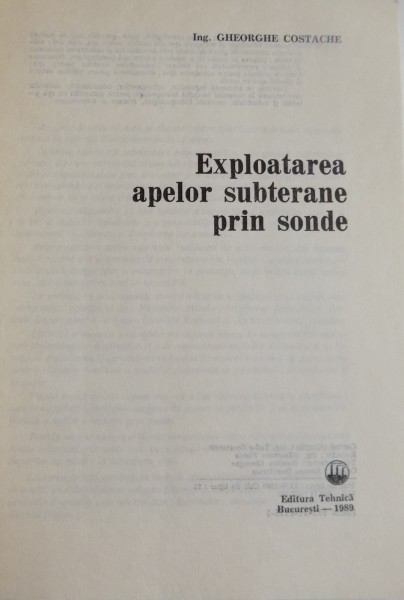 Ing. GHEORGHE COSTACHE
Exploatarea
apelor subterane
prin sonde
Editura Tehnică
București — 1989